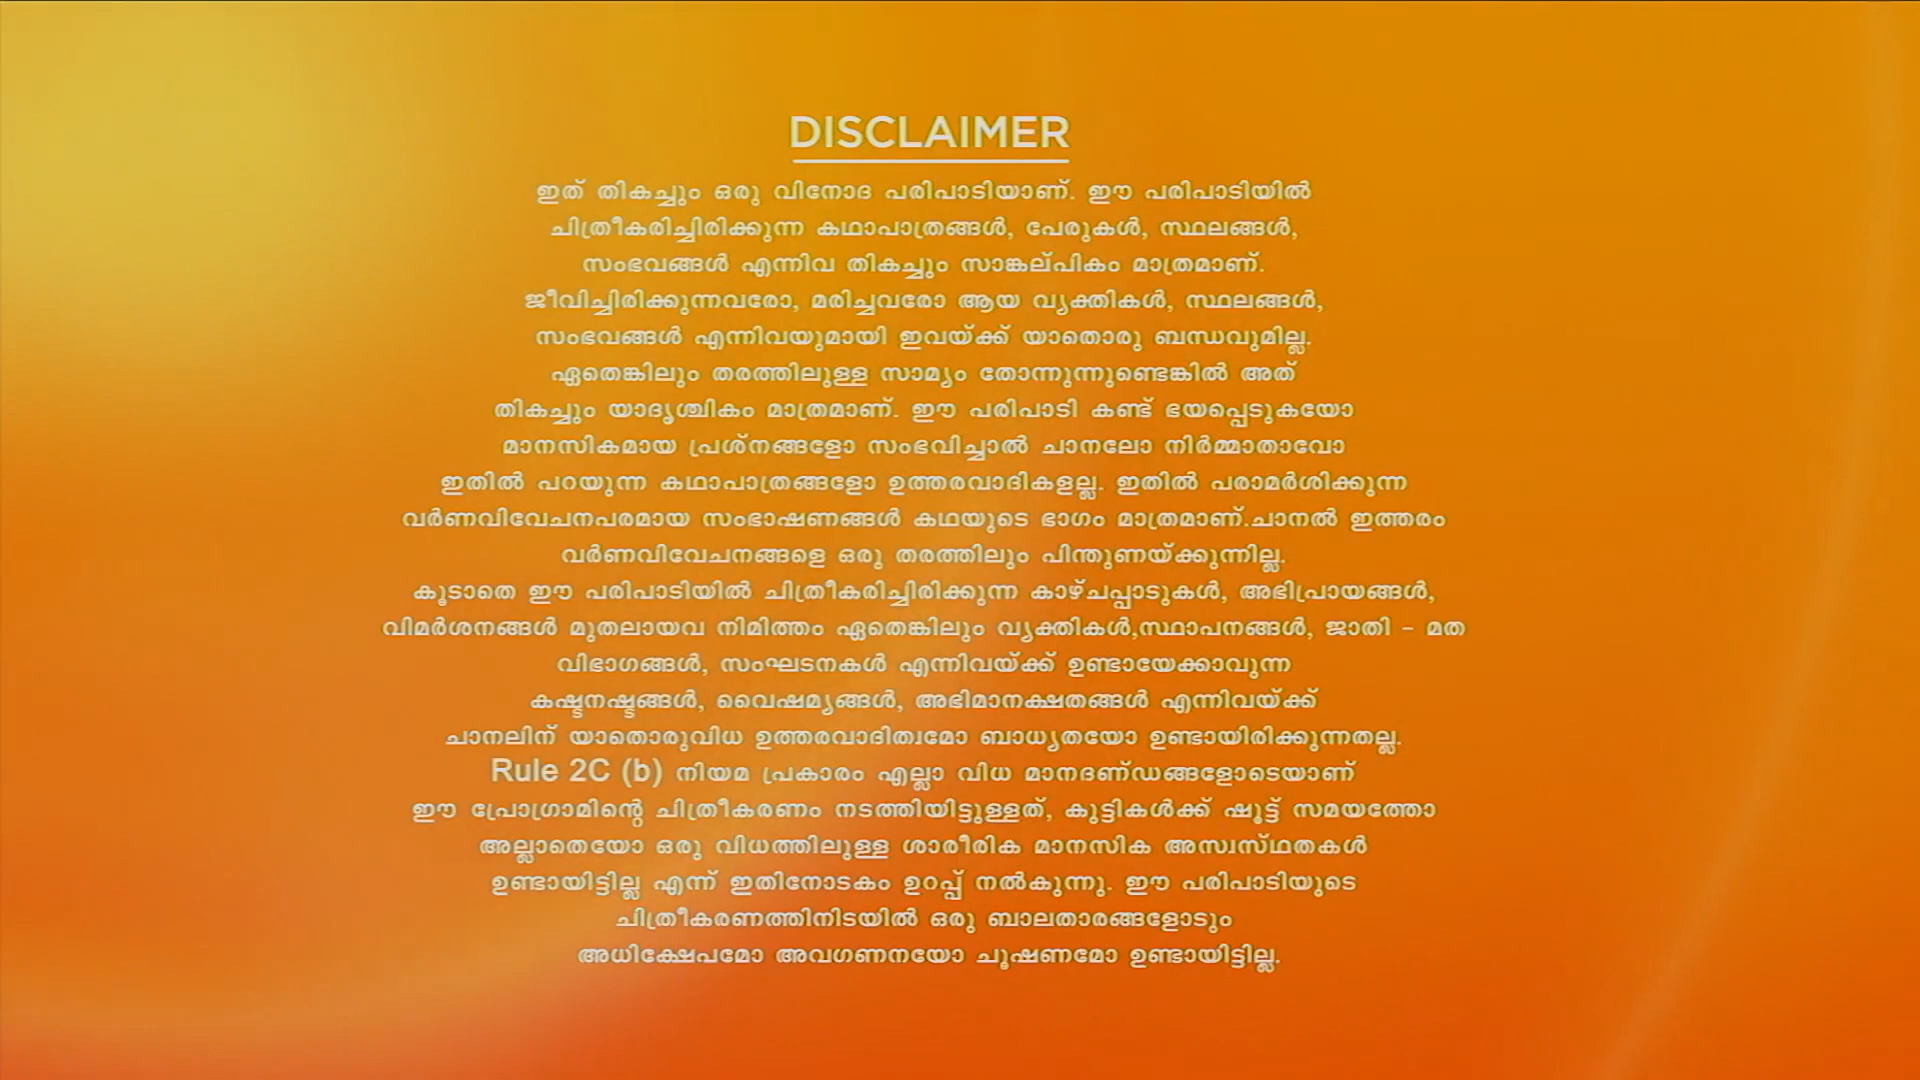 DISCLAIMER
ഇത് തികച്ചും ഒരു വിനോദ പരിപാടിയാണ്. ഈ പരിപാടിയിൽ
ചിത്രീകരിച്ചിരിക്കുന്ന കഥാപാത്രങ്ങൾ, പേരുകൾ, സ്ഥലങ്ങൾ,
സംഭവങ്ങൾ എന്നിവ തികച്ചും സാങ്കല്പികം മാത്രമാണ്.
ജീവിച്ചിരിക്കുന്നവരോ, മരിച്ചവരോ ആയ വ്യക്തികൾ, സ്ഥലങ്ങൾ,
സംഭവങ്ങൾ എന്നിവയുമായി ഇവയ്ക്ക് യാതൊരു ബന്ധവുമില്ല.
ഏതെങ്കിലും തരത്തിലുള്ള സാമ്യം തോന്നുന്നുണ്ടെങ്കിൽ അത്
തികച്ചും യാദൃശ്ചികം മാത്രമാണ്. ഈ പരിപാടി കണ്ട് ഭയപ്പെടുകയോ
മാനസികമായ പ്രശ്നങ്ങളോ സംഭവിച്ചാൽ ചാനലോ നിർമ്മാതാവോ
ഇതിൽ പറയുന്ന കഥാപാത്രങ്ങളോ ഉത്തരവാദികളല്ല. ഇതിൽ പരാമർശിക്കുന്ന
വർണവിവേചനപരമായ സംഭാഷണങ്ങൾ കഥയുടെ ഭാഗം മാത്രമാണ്.ചാനൽ ഇത്തരം
വർണവിവേചനങ്ങളെ ഒരു തരത്തിലും പിന്തുണയ്ക്കുന്നില്ല.
കൂടാതെ ഈ പരിപാടിയിൽ ചിത്രീകരിച്ചിരിക്കുന്ന കാഴ്ചപ്പാടുകൾ, അഭിപ്രായങ്ങൾ,
വിമർശനങ്ങൾ മുതലായവ നിമിത്തം ഏതെങ്കിലും വ്യക്തികൾ,സ്ഥാപനങ്ങൾ, ജാതി – മത
വിഭാഗങ്ങൾ, സംഘടനകൾ എന്നിവയ്ക്ക് ഉണ്ടായേക്കാവുന്ന
കഷ്ടനഷ്ടങ്ങൾ, വൈഷമ്യങ്ങൾ, അഭിമാനക്ഷതങ്ങൾ എന്നിവയ്ക്ക്
ചാനലിന് യാതൊരുവിധ ഉത്തരവാദിത്വമോ ബാധ്യതയോ ഉണ്ടായിരിക്കുന്നതല്ല.
Rule 2C (b) നിയമ പ്രകാരം എല്ലാ വിധ മാനദണ്ഡങ്ങളോടെയാണ്
ഈ പ്രോഗ്രാമിന്റെ ചിത്രീകരണം നടത്തിയിട്ടുള്ളത്, കുട്ടികൾക്ക് ഷൂട്ട് സമയത്തോ
അല്ലാതെയോ ഒരു വിധത്തിലുള്ള ശാരീരിക മാനസിക അസ്വസ്ഥതകൾ
ഉണ്ടായിട്ടില്ല എന്ന് ഇതിനോടകം ഉറപ്പ് നൽകുന്നു. ഈ പരിപാടിയുടെ
ചിത്രീകരണത്തിനിടയിൽ ഒരു ബാലതാരങ്ങളോടും
അധിക്ഷേപമോ അവഗണനയോ ചൂഷണമോ ഉണ്ടായിട്ടില്ല.